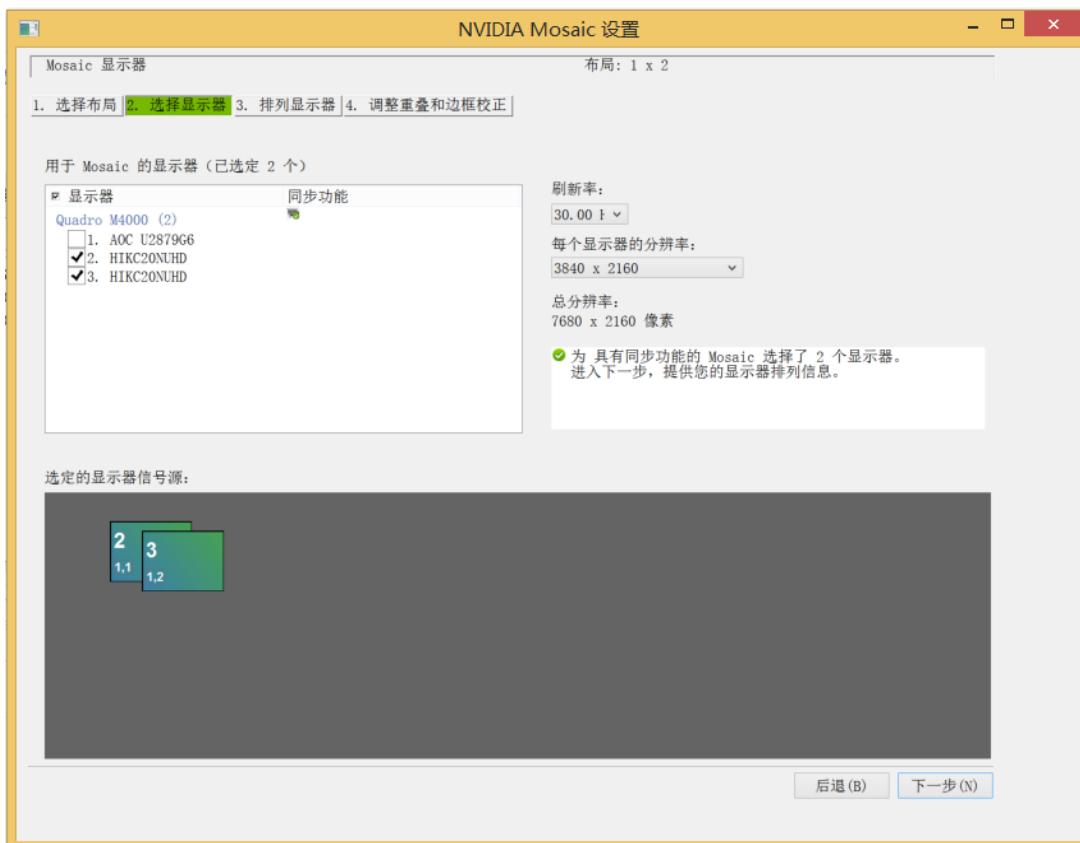 NVIDIA Mosaic 设置
Mosaic 显示器
布局: 1 x 2
1. 选择布局 2. 选择显示器 3. 排列显示器 4. 调整重叠和边框校正
用于 Mosaic 的显示器（已选定 2 个）
显示器 同步功能
Quadro M4000 (2)
1. AOC U2879G6
2. HIKC20NUHD
3. HIKC20NUHD
刷新率:
30.00 H
每个显示器的分辨率:
3840 x 2160
总分辨率:
7680 x 2160 像素
为 具有同步功能的 Mosaic 选择了 2 个显示器。
进入下一步，提供您的显示器排列信息。
选定的显示器信号源:
2
1,1
3
1,2
后退(B) 下一步(N)